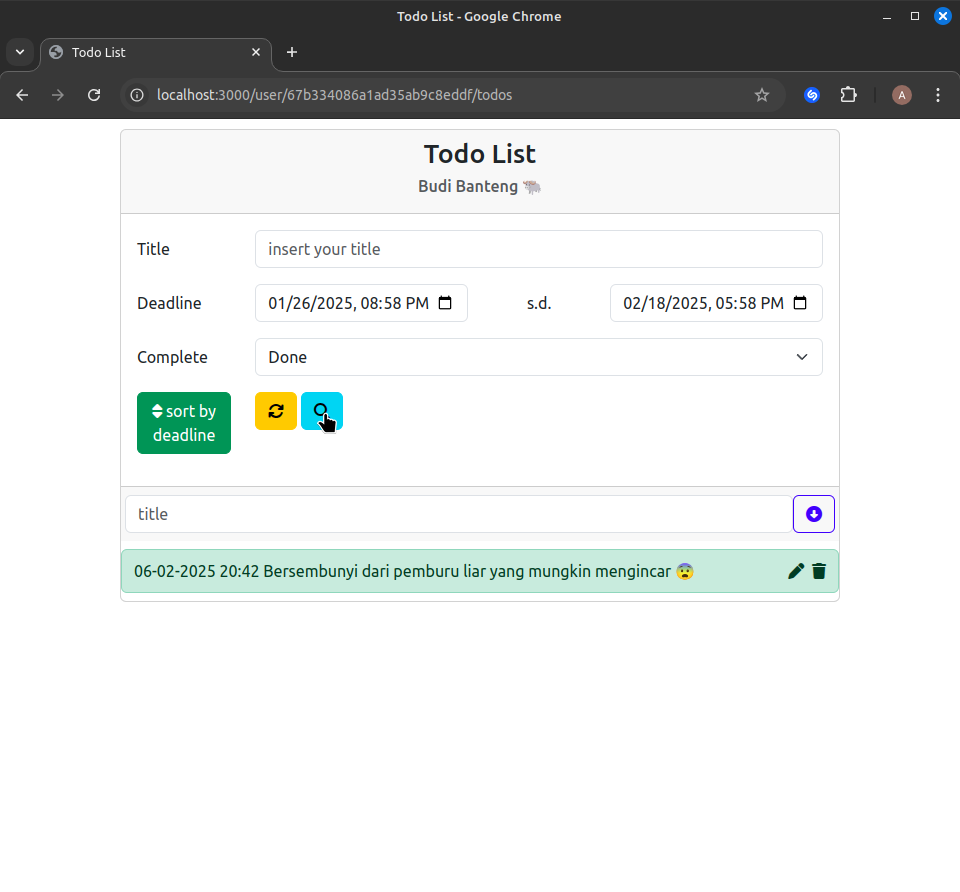 Todo List - Google Chrome
Todo List
localhost:3000/user/67b334086a1ad35ab9c8eddf/todos
A
Todo List
Budi Banteng 🐃
Title
insert your title
Deadline
01/26/2025, 08:58 PM
s.d.
02/18/2025, 05:58 PM
Complete
Done
sort by
deadline
title
06-02-2025 20:42 Bersembunyi dari pemburu liar yang mungkin mengincar 😨